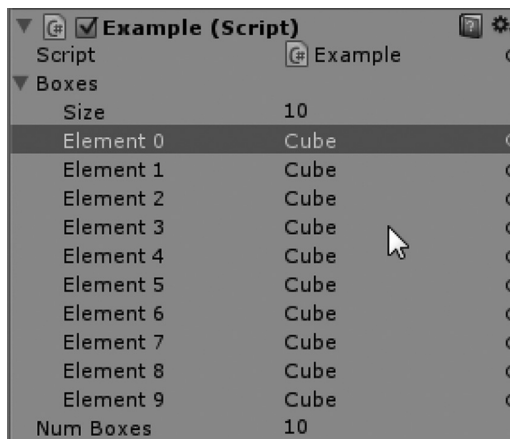 Example (Script)
Script Example
Boxes
Size 10
Element 0 Cube
Element 1 Cube
Element 2 Cube
Element 3 Cube
Element 4 Cube
Element 5 Cube
Element 6 Cube
Element 7 Cube
Element 8 Cube
Element 9 Cube
Num Boxes 10